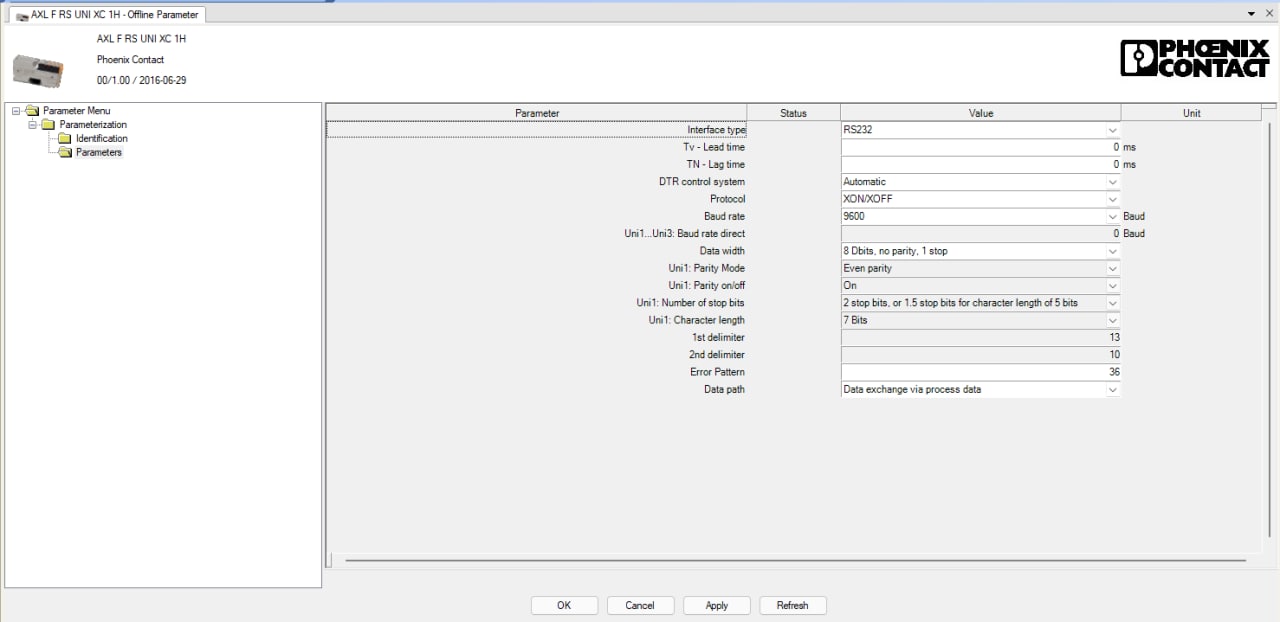 AXL F RS UNI XC 1H - Offline Parameter
AXL F RS UNI XC 1H
Phoenix Contact
00/1.00 / 2016-06-29
PHŒNIX
CONTACT
Parameter Menu
Parameterization
Identification
Parameters
Parameter Status Value Unit
Interface type RS232
Tv - Lead time 0 ms
TN - Lag time 0 ms
DTR control system Automatic
Protocol XON/XOFF
Baud rate 9600 Baud
Uni1...Uni3: Baud rate direct 0 Baud
Data width 8 Dbits, no parity, 1 stop
Uni1: Parity Mode Even parity
Uni1: Parity on/off On
Uni1: Number of stop bits 2 stop bits, or 1.5 stop bits for character length of 5 bits
Uni1: Character length 7 Bits
1st delimiter 13
2nd delimiter 10
Error Pattern 36
Data path Data exchange via process data
OK Cancel Apply Refresh